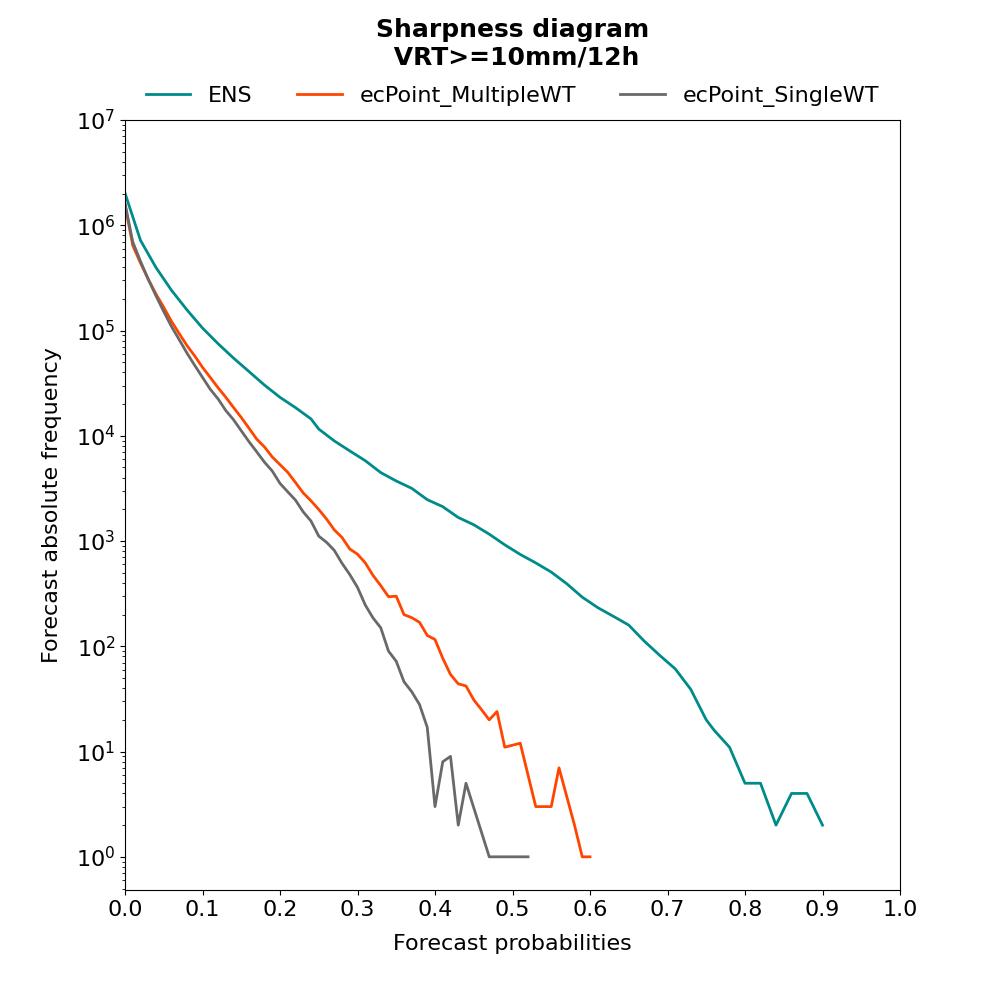 Sharpness diagram
VRT>=10mm/12h
ENS ecPoint_MultipleWT ecPoint_SingleWT
10⁷
10⁶
10⁵
10⁴
10³
10²
10¹
10⁰
Forecast absolute frequency
0.0 0.1 0.2 0.3 0.4 0.5 0.6 0.7 0.8 0.9 1.0
Forecast probabilities